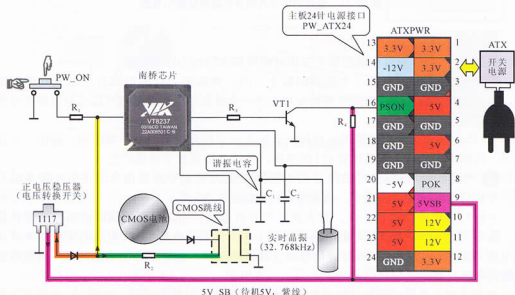 主板24针电源接口
PW_ATX24
ATXPWR
ATX
开关
电源
PW_ON
南桥芯片
VIA
VT8237
R₁
R₂
VT1
R₄
谐振电容
C₁
C₂
CMOS跳线
CMOS电池
正电压稳压器
(电压转换开关)
1117
R₃
实时晶振
(32.768kHz)
13 3.3V 3.3V 1
14 -12V 3.3V 2
15 GND GND 3
16 PSON 5V 4
17 GND GND 5
18 GND 5V 6
19 GND GND 7
20 -5V POK 8
21 5V 5VSB 9
22 5V 12V 10
23 5V 12V 11
24 GND 3.3V 12
5V_SB(待机5V,紫线)